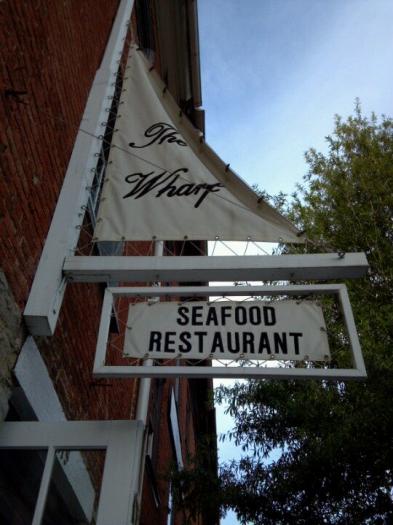 The
Wharf
SEAFOOD
RESTAURANT